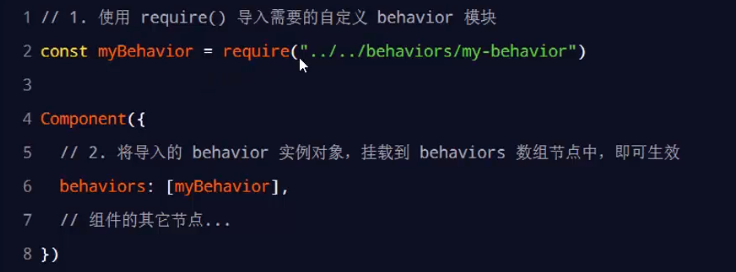 1 // 1. 使用 require() 导入需要的自定义 behavior 模块
2 const myBehavior = require("../../behaviors/my-behavior")
3
4 Component({
5   // 2. 将导入的 behavior 实例对象，挂载到 behaviors 数组节点中，即可生效
6   behaviors: [myBehavior],
7   // 组件的其它节点...
8 })